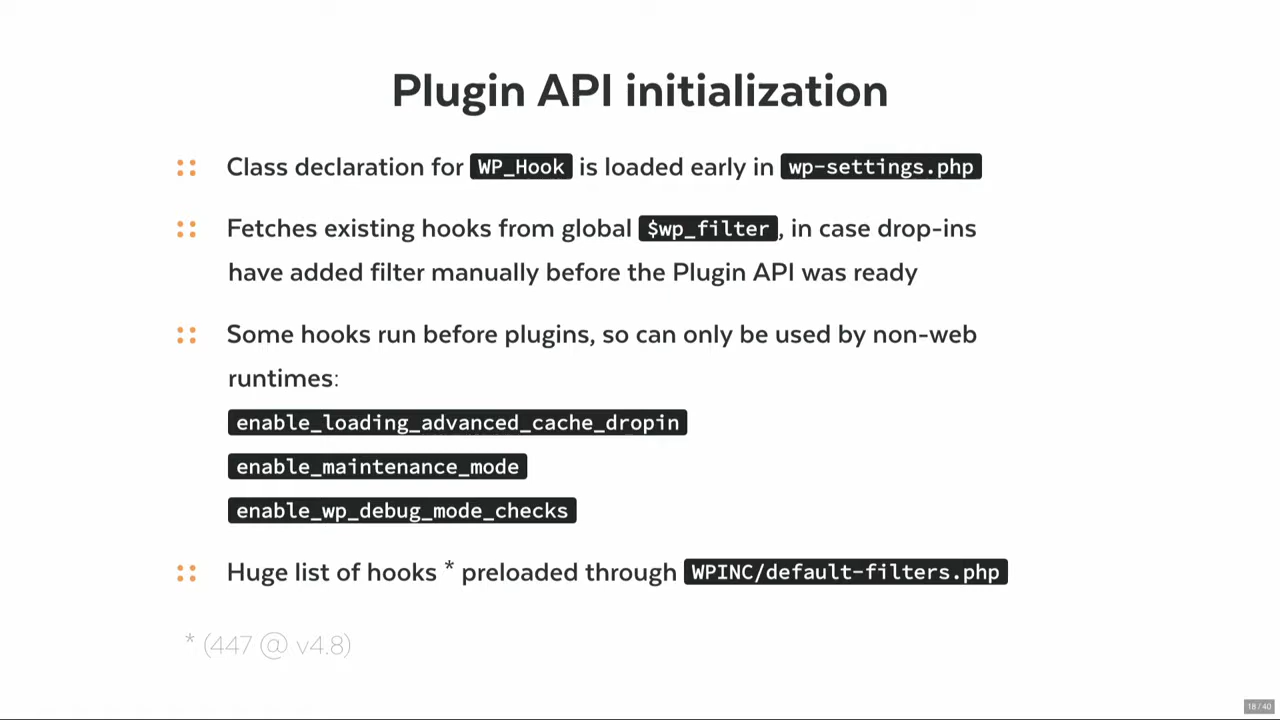 Plugin API initialization
Class declaration for WP_Hook is loaded early in wp-settings.php
Fetches existing hooks from global $wp_filter, in case drop-ins
have added filter manually before the Plugin API was ready
Some hooks run before plugins, so can only be used by non-web
runtimes:
enable_loading_advanced_cache_dropin
enable_maintenance_mode
enable_wp_debug_mode_checks
Huge list of hooks * preloaded through WPINC/default-filters.php
* (447 @ v4.8)
18 / 40